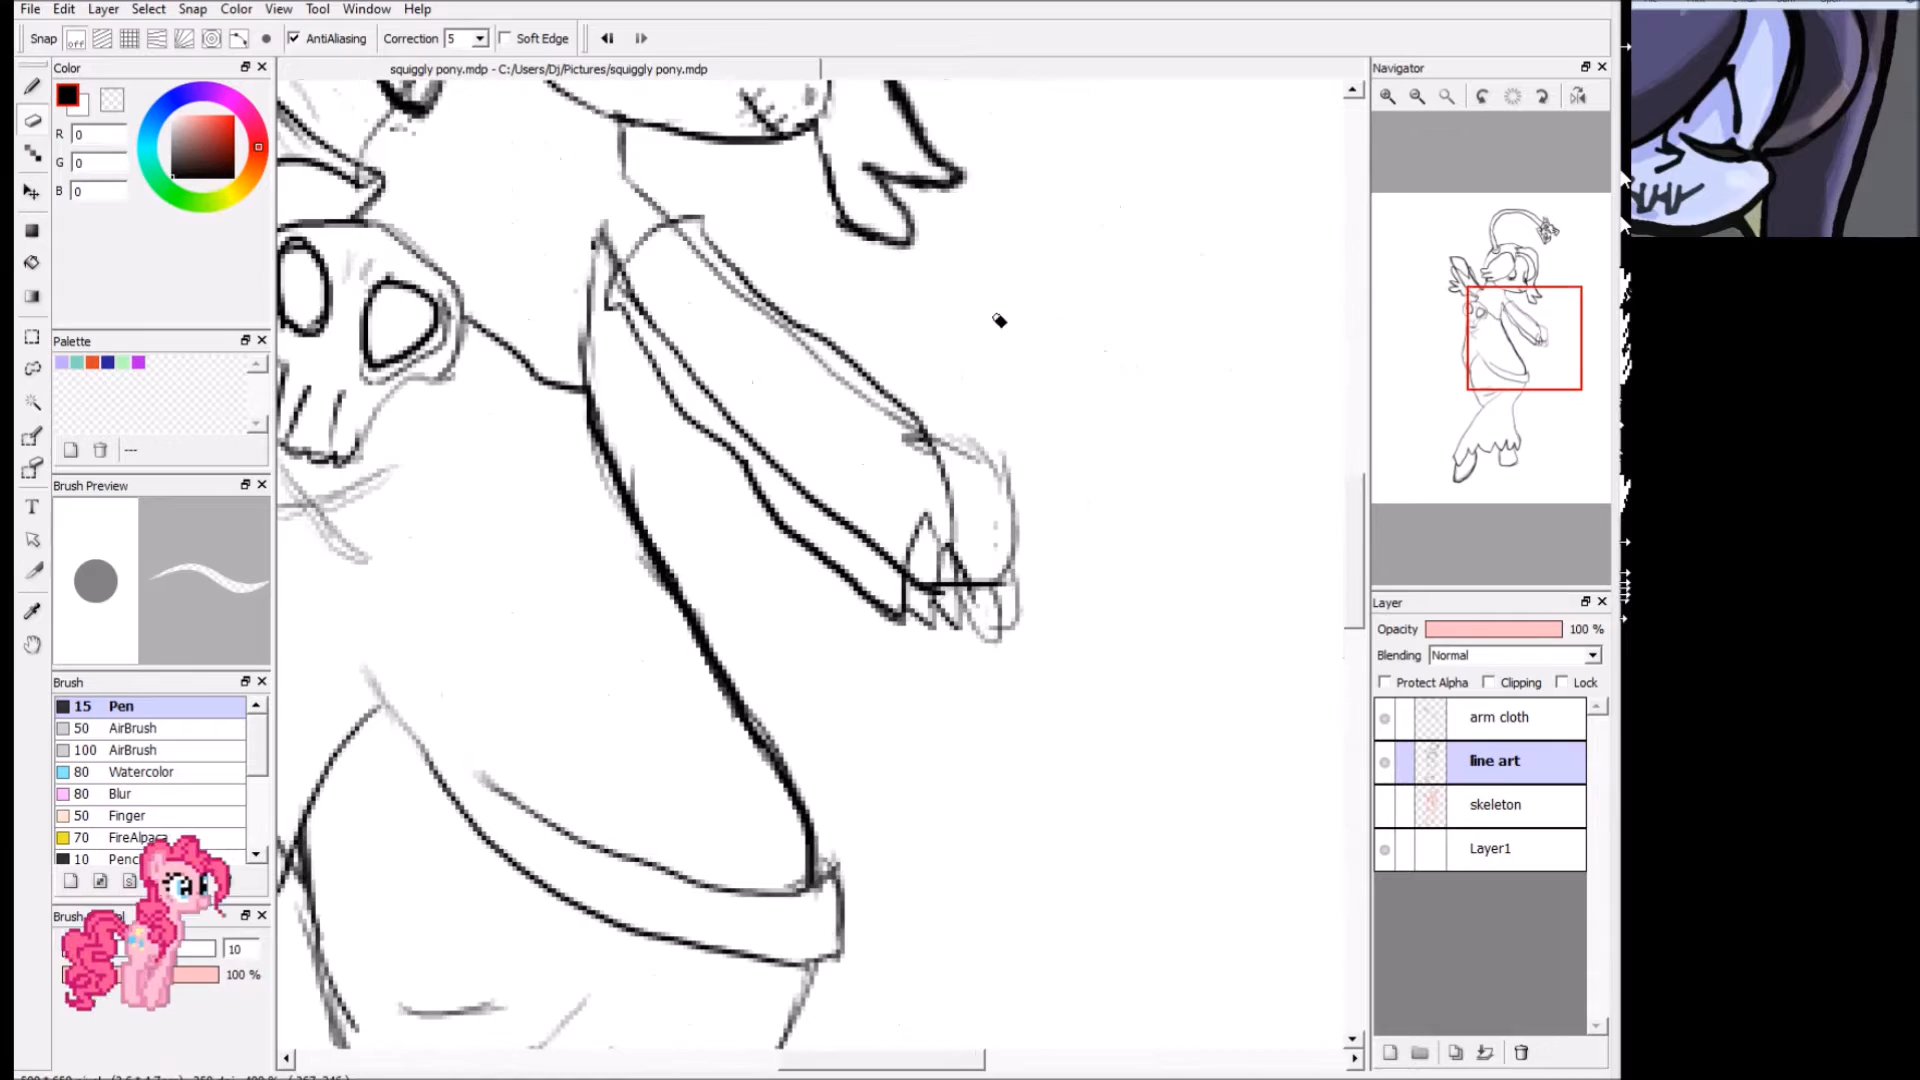 File Edit Layer Select Snap Color View Tool Window Help
Snap off AntiAliasing Correction 5 Soft Edge
squiggly pony.mdp - C:/Users/Dj/Pictures/squiggly pony.mdp
Color
R 0
G 0
B 0
Palette
---
Brush Preview
Brush
15 Pen
50 AirBrush
100 AirBrush
80 Watercolor
80 Blur
50 Finger
70 FireAlpaca
10 Penc
Brus
10
100 %
Navigator
Layer
Opacity 100 %
Blending Normal
Protect Alpha Clipping Lock
arm cloth
line art
skeleton
Layer1
T